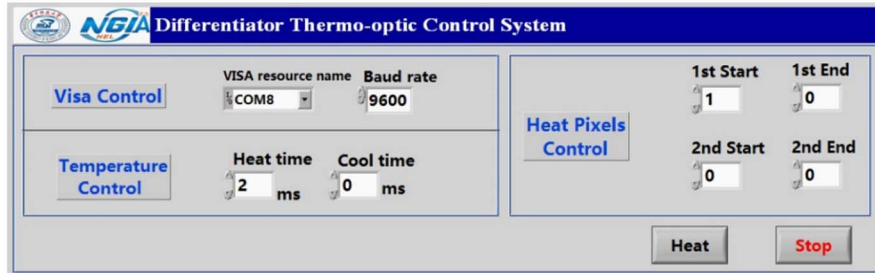 NGIA
HEL
Differentiator Thermo-optic Control System
Visa Control
VISA resource name
Baud rate
COM8
9600
Temperature
Control
Heat time
Cool time
2
ms
0
ms
Heat Pixels
Control
1st Start
1st End
1
0
2nd Start
2nd End
0
0
Heat
Stop